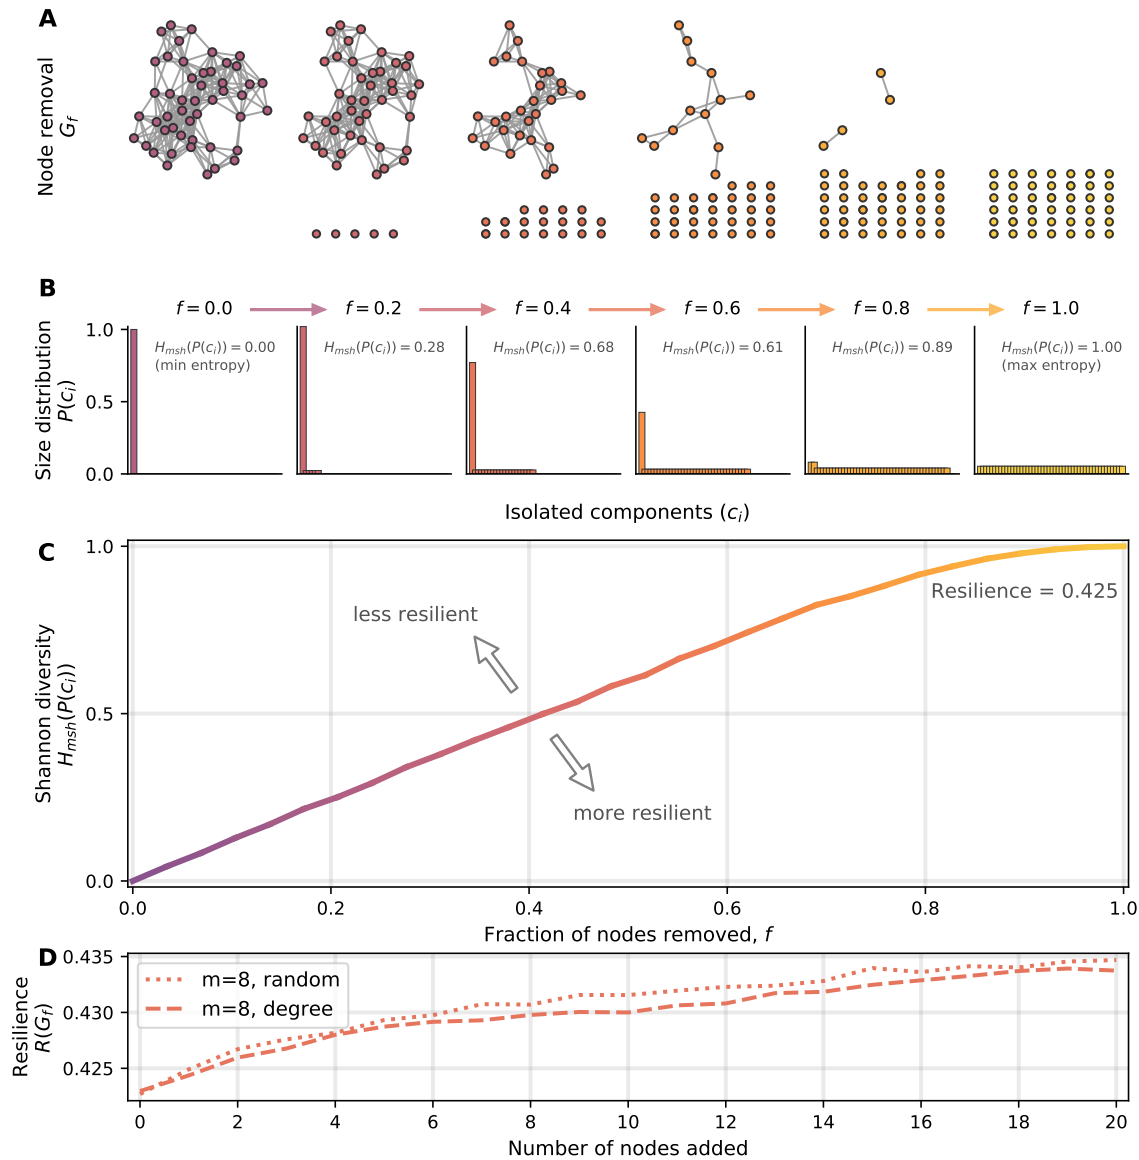 A
Node removal
G_f
B
f = 0.0
f = 0.2
f = 0.4
f = 0.6
f = 0.8
f = 1.0
Size distribution
P(c_i)
1.0
0.5
0.0
H_msh(P(c_i)) = 0.00
(min entropy)
H_msh(P(c_i)) = 0.28
H_msh(P(c_i)) = 0.68
H_msh(P(c_i)) = 0.61
H_msh(P(c_i)) = 0.89
H_msh(P(c_i)) = 1.00
(max entropy)
Isolated components (c_i)
C
Shannon diversity
H_msh(P(c_i))
1.0
0.5
0.0
less resilient
more resilient
Resilience = 0.425
0.0 0.2 0.4 0.6 0.8 1.0
Fraction of nodes removed, f
D
Resilience
R(G_f)
0.435
0.430
0.425
m=8, random
m=8, degree
0 2 4 6 8 10 12 14 16 18 20
Number of nodes added